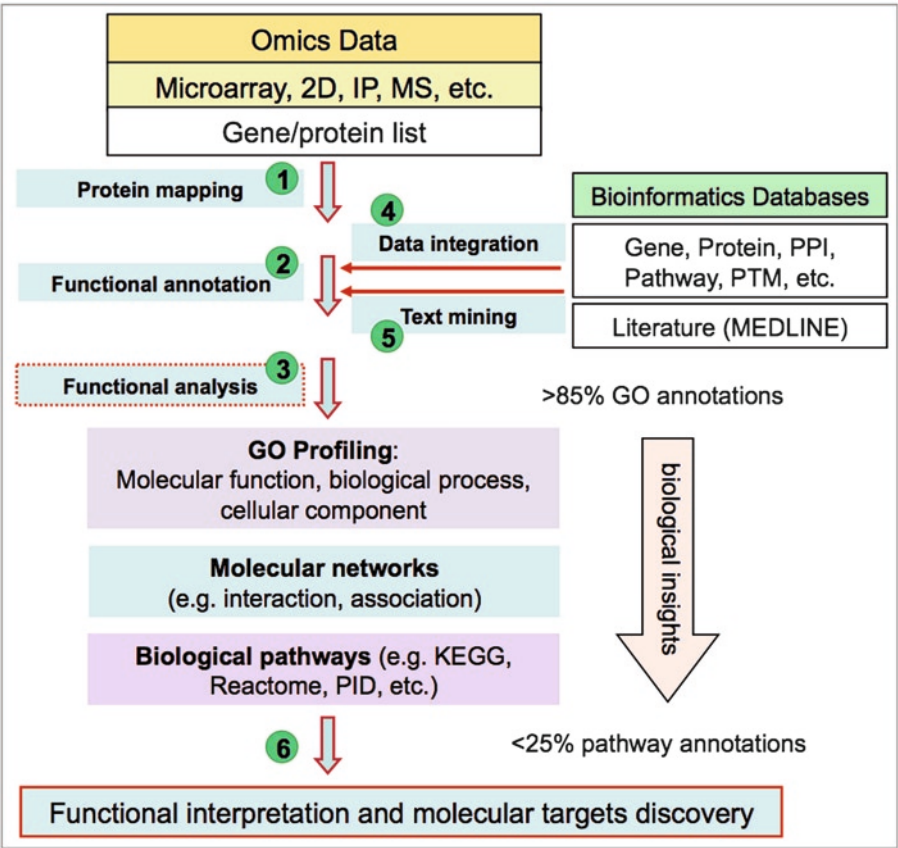 Omics Data
Microarray, 2D, IP, MS, etc.
Gene/protein list
1
Protein mapping
4
Bioinformatics Databases
Data integration
Gene, Protein, PPI,
Pathway, PTM, etc.
2
Functional annotation
Text mining
5
Literature (MEDLINE)
3
Functional analysis
>85% GO annotations
GO Profiling:
Molecular function, biological process,
cellular component
Molecular networks
(e.g. interaction, association)
Biological pathways (e.g. KEGG,
Reactome, PID, etc.)
biological insights
6
<25% pathway annotations
Functional interpretation and molecular targets discovery